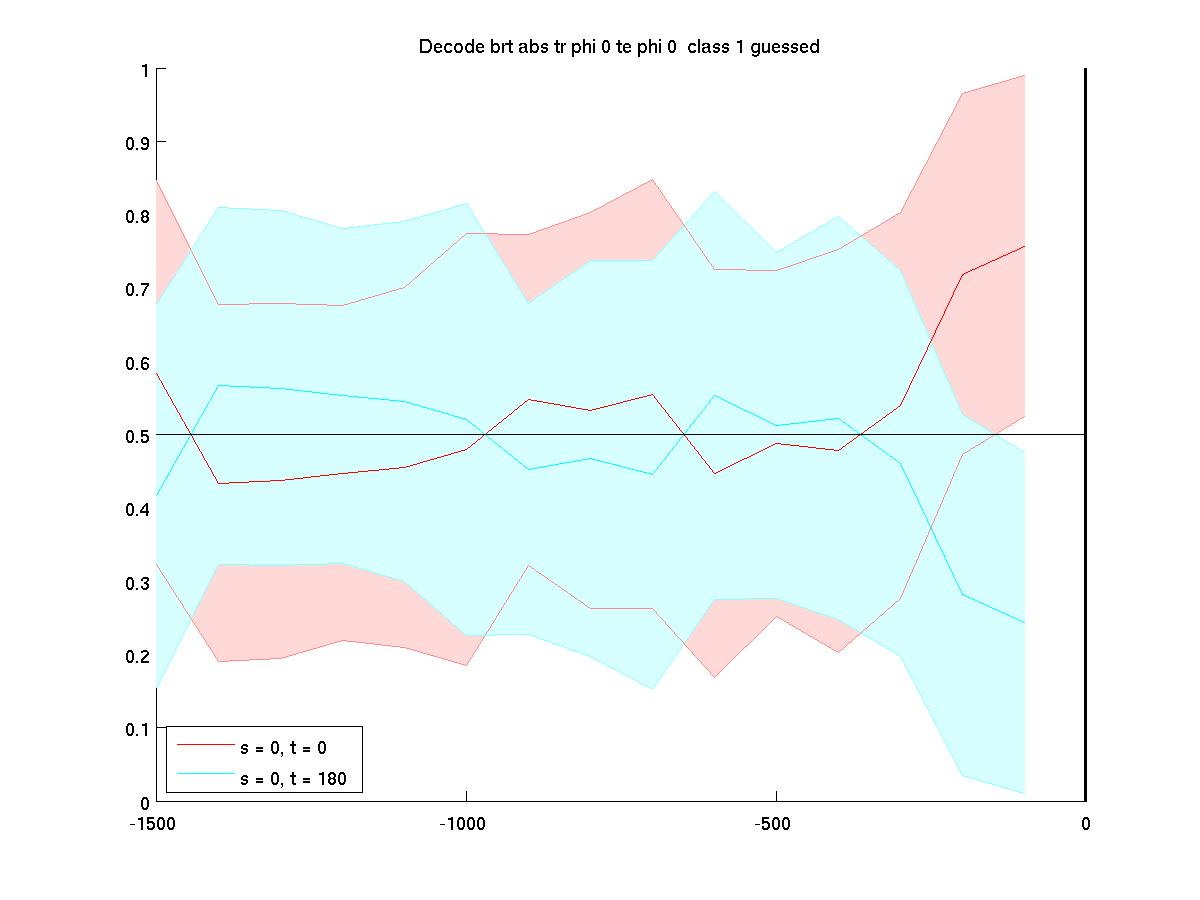 Decode brt abs tr phi 0 te phi 0  class 1 guessed
1
0.9
0.8
0.7
0.6
0.5
0.4
0.3
0.2
0.1
0
s = 0, t = 0
s = 0, t = 180
-1500 -1000 -500 0